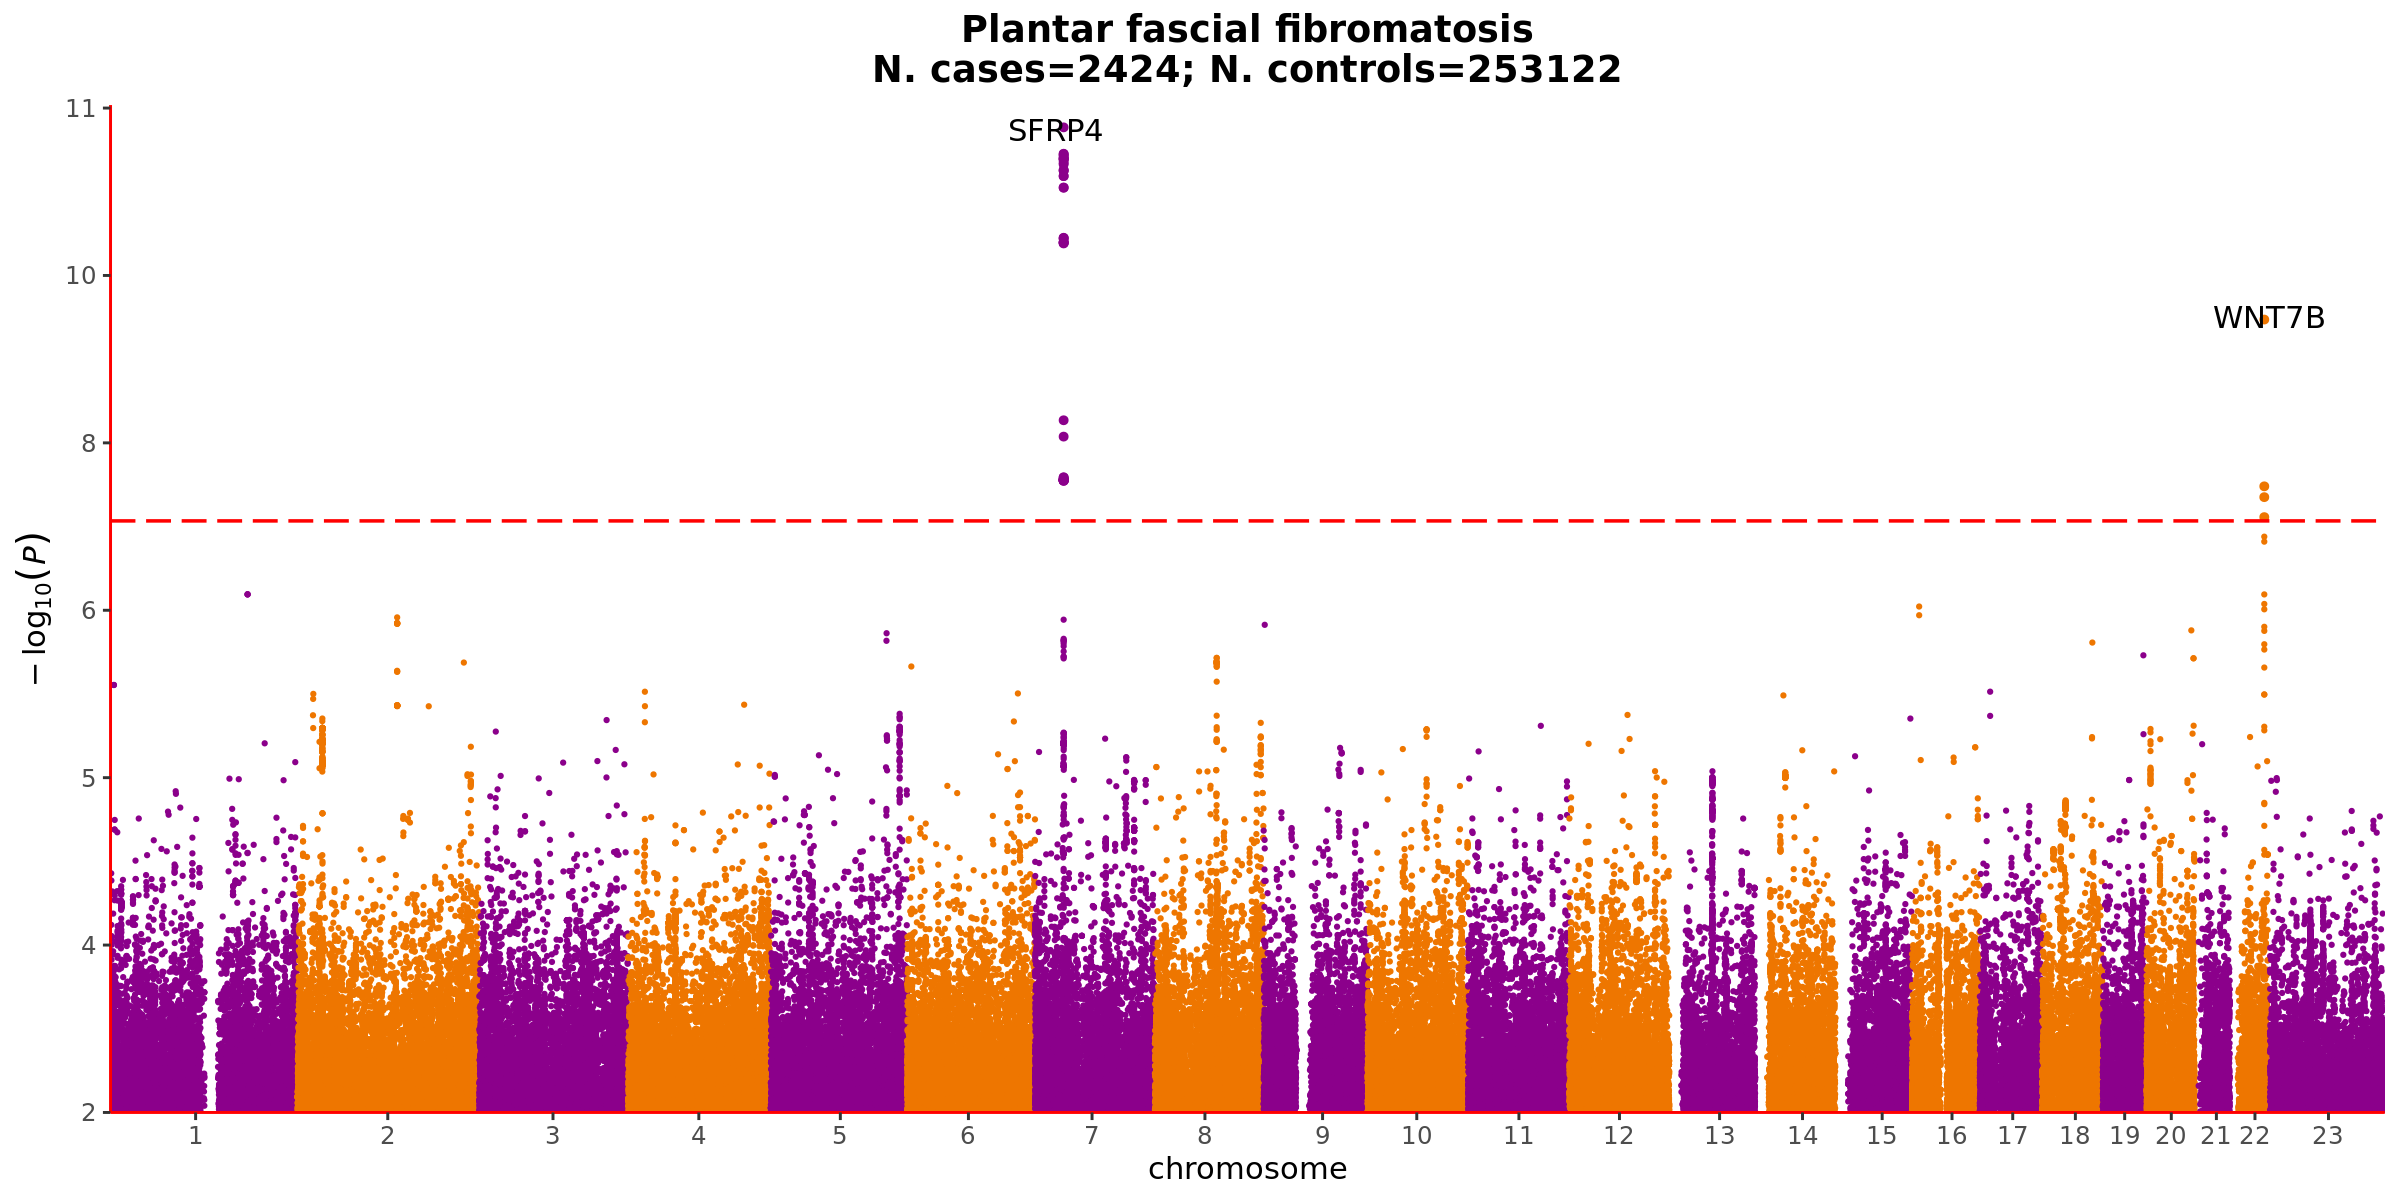 Plantar fascial fibromatosis
N. cases=2424; N. controls=253122
11
SFRP4
10
WNT7B
8
−log10(P)
6
5
4
2
1 2 3 4 5 6 7 8 9 10 11 12 13 14 15 16 17 18 19 20 21 22 23
chromosome